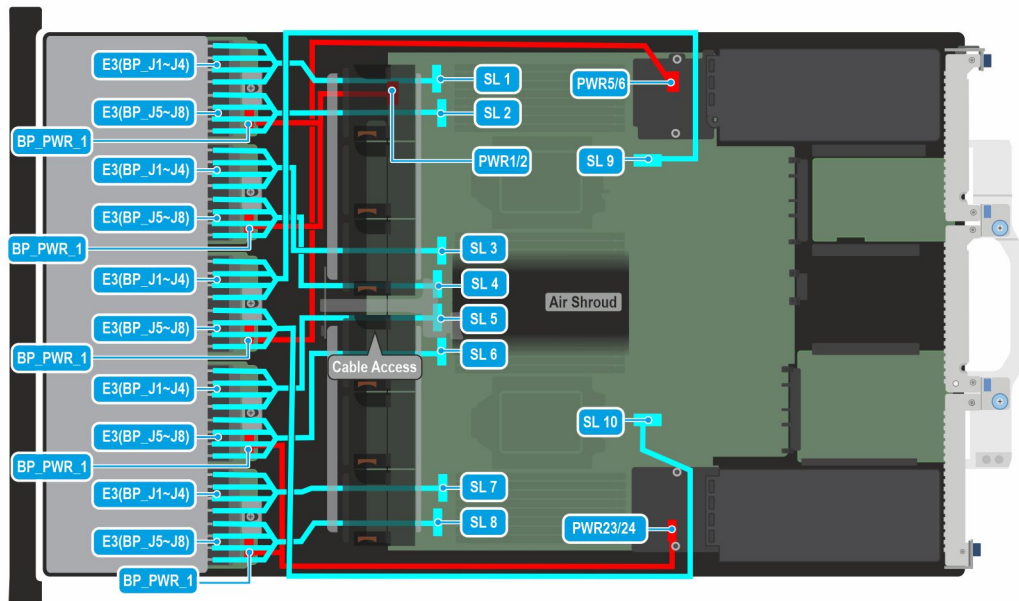 E3(BP_J1~J4)
E3(BP_J5~J8)
BP_PWR_1
E3(BP_J1~J4)
E3(BP_J5~J8)
BP_PWR_1
E3(BP_J1~J4)
E3(BP_J5~J8)
BP_PWR_1
E3(BP_J1~J4)
E3(BP_J5~J8)
BP_PWR_1
E3(BP_J1~J4)
E3(BP_J5~J8)
BP_PWR_1
SL 1
SL 2
PWR1/2
SL 3
SL 4
SL 5
SL 6
Cable Access
SL 7
SL 8
PWR5/6
SL 9
Air Shroud
SL 10
PWR23/24